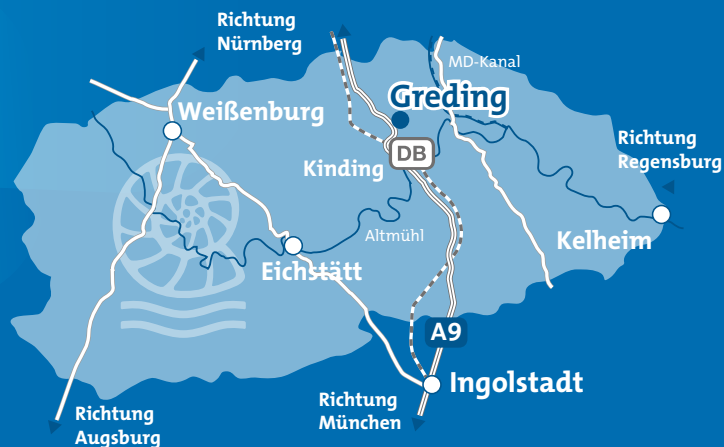 Richtung
Nürnberg
MD-Kanal
Greding
Weißenburg
Richtung
Regensburg
DB
Kinding
Altmühl
Kelheim
Eichstätt
A9
Ingolstadt
Richtung
München
Richtung
Augsburg